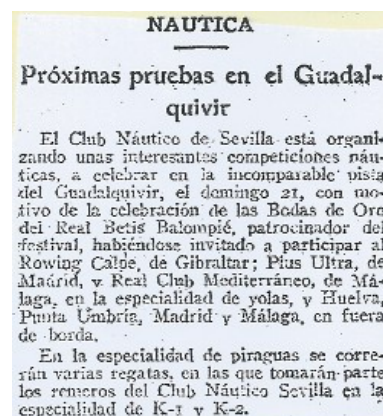 NAUTICA
Próximas pruebas en el Guadal-
quivir
El Club Náutico de Sevilla está organi-
zando unas interesantes competiciones náu-
ticas, a celebrar en la incomparable pista
del Guadalquivir, el domingo 21, con mo-
tivo de la celebración de las Bodas de Oro
del Real Betis Balompié, patrocinador del
festival, habiéndose invitado a participar al
Rowing Calpe, de Gibraltar; Plus Ultra, de
Madrid, y Real Club Mediterráneo, de Má-
laga, en la especialidad de yolas, y Huelva,
Punta Umbría, Madrid y Málaga, en fuera
de borda.
En la especialidad de piraguas se corre-
rán varias regatas, en las que tomarán parte
los remeros del Club Náutico Sevilla en la
especialidad de K-1 y K-2.